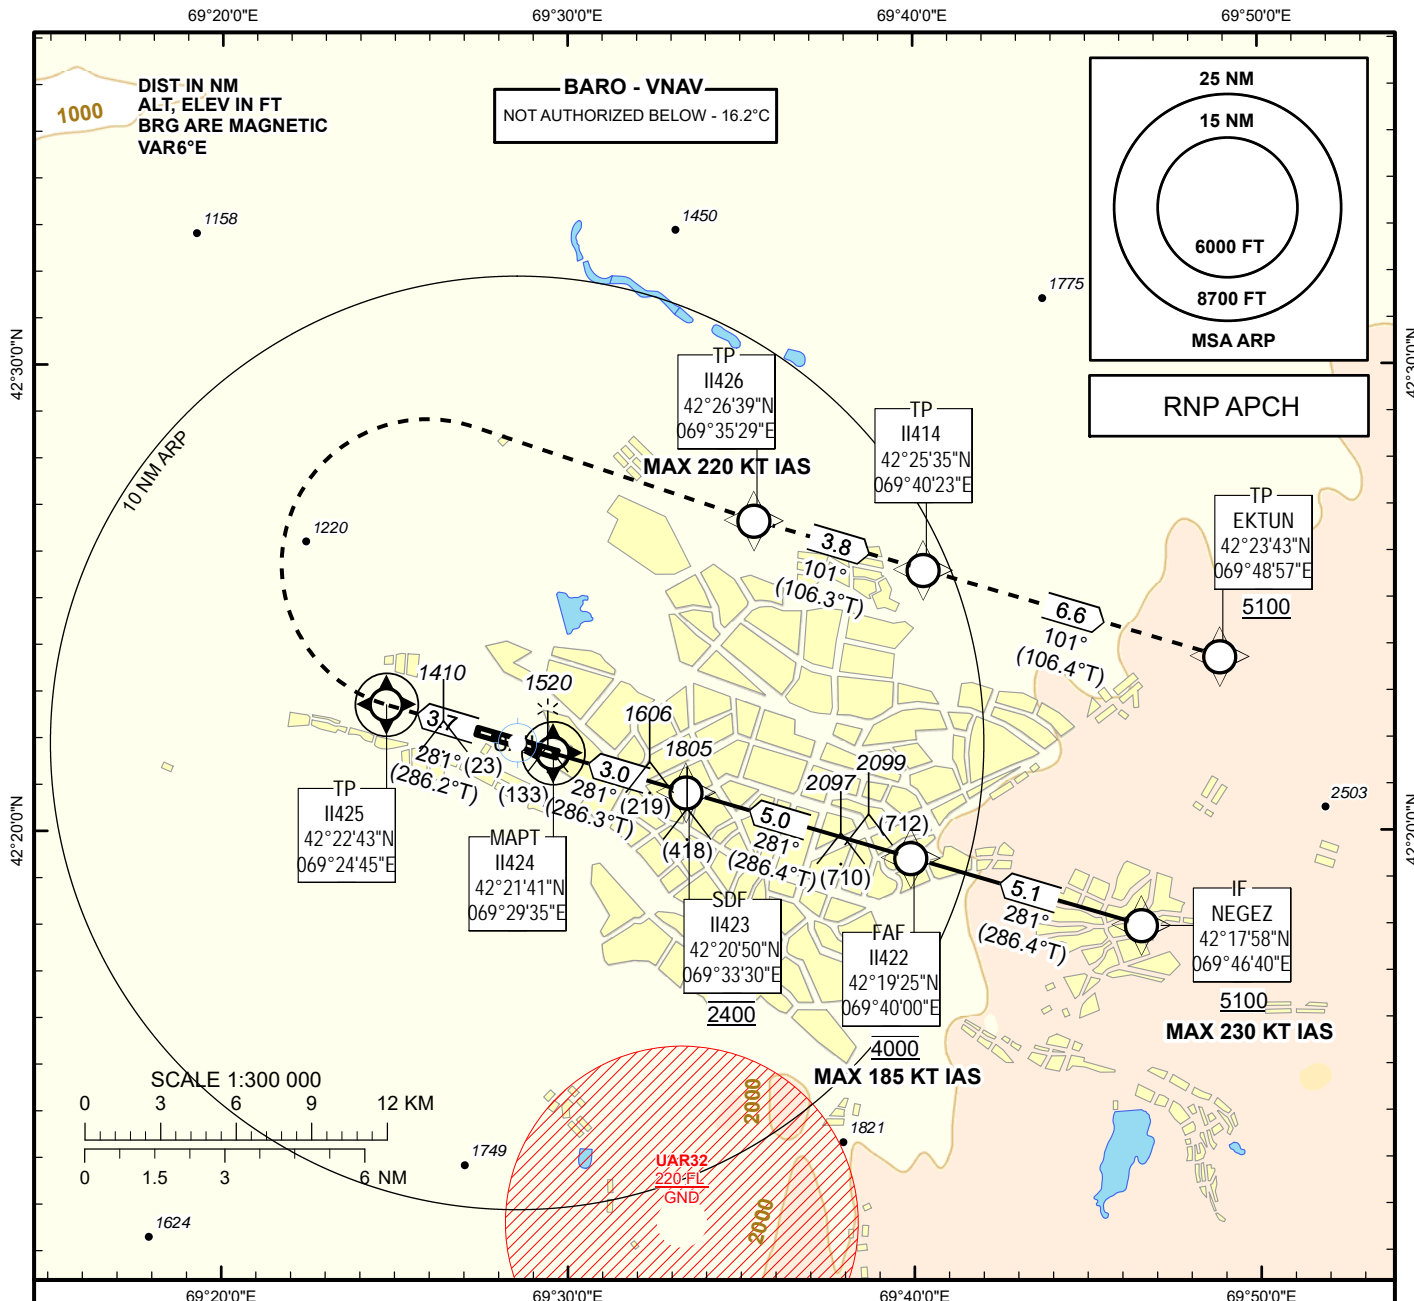 69°20'0"E
69°30'0"E
69°40'0"E
69°50'0"E
DIST IN NM
ALT, ELEV IN FT
BRG ARE MAGNETIC
VAR6°E
1000
BARO - VNAV
NOT AUTHORIZED BELOW - 16.2°C
25 NM
15 NM
6000 FT
8700 FT
MSA ARP
RNP APCH
1158
1450
1775
42°30'0"N
42°30'0"N
10 NM ARP
1220
TP
II426
42°26'39"N
069°35'29"E
MAX 220 KT IAS
TP
II414
42°25'35"N
069°40'23"E
TP
EKTUN
42°23'43"N
069°48'57"E
5100
3.8
101°
(106.3°T)
6.6
101°
(106.4°T)
1410
1520
1606
1805
2097
2099
3.7
281°
(286.2°T)
(23)
(133)
3.0
281°
(286.3°T)
(219)
(418)
5.0
281°
(286.4°T)
(710)
(712)
5.1
281°
(286.4°T)
2503
42°20'0"N
42°20'0"N
TP
II425
42°22'43"N
069°24'45"E
MAPT
II424
42°21'41"N
069°29'35"E
SDF
II423
42°20'50"N
069°33'30"E
2400
FAF
II422
42°19'25"N
069°40'00"E
4000
MAX 185 KT IAS
IF
NEGEZ
42°17'58"N
069°46'40"E
5100
MAX 230 KT IAS
SCALE 1:300 000
0 3 6 9 12 KM
0 1.5 3 6 NM
1749
1624
1821
2000
2000
UAR32
220 FL
GND
69°20'0"E
69°30'0"E
69°40'0"E
69°50'0"E